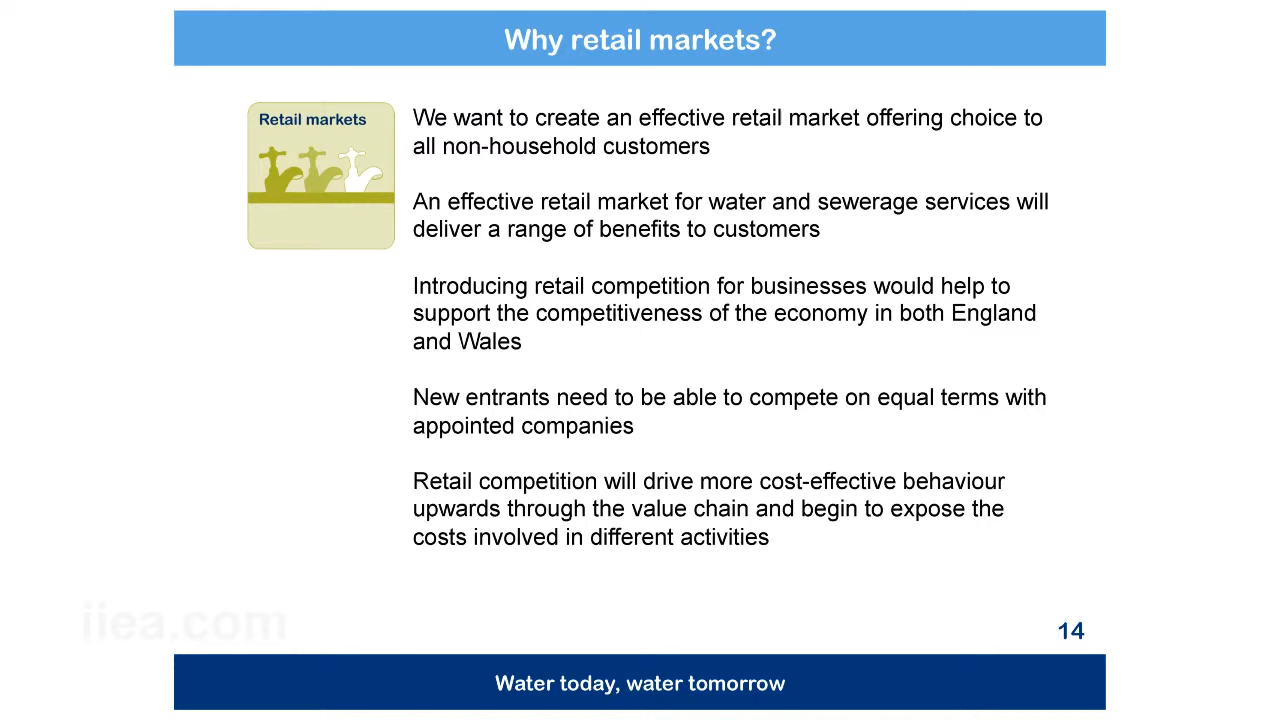 Why retail markets?
Retail markets
We want to create an effective retail market offering choice to
all non-household customers
An effective retail market for water and sewerage services will
deliver a range of benefits to customers
Introducing retail competition for businesses would help to
support the competitiveness of the economy in both England
and Wales
New entrants need to be able to compete on equal terms with
appointed companies
Retail competition will drive more cost-effective behaviour
upwards through the value chain and begin to expose the
costs involved in different activities
iiea.com
14
Water today, water tomorrow